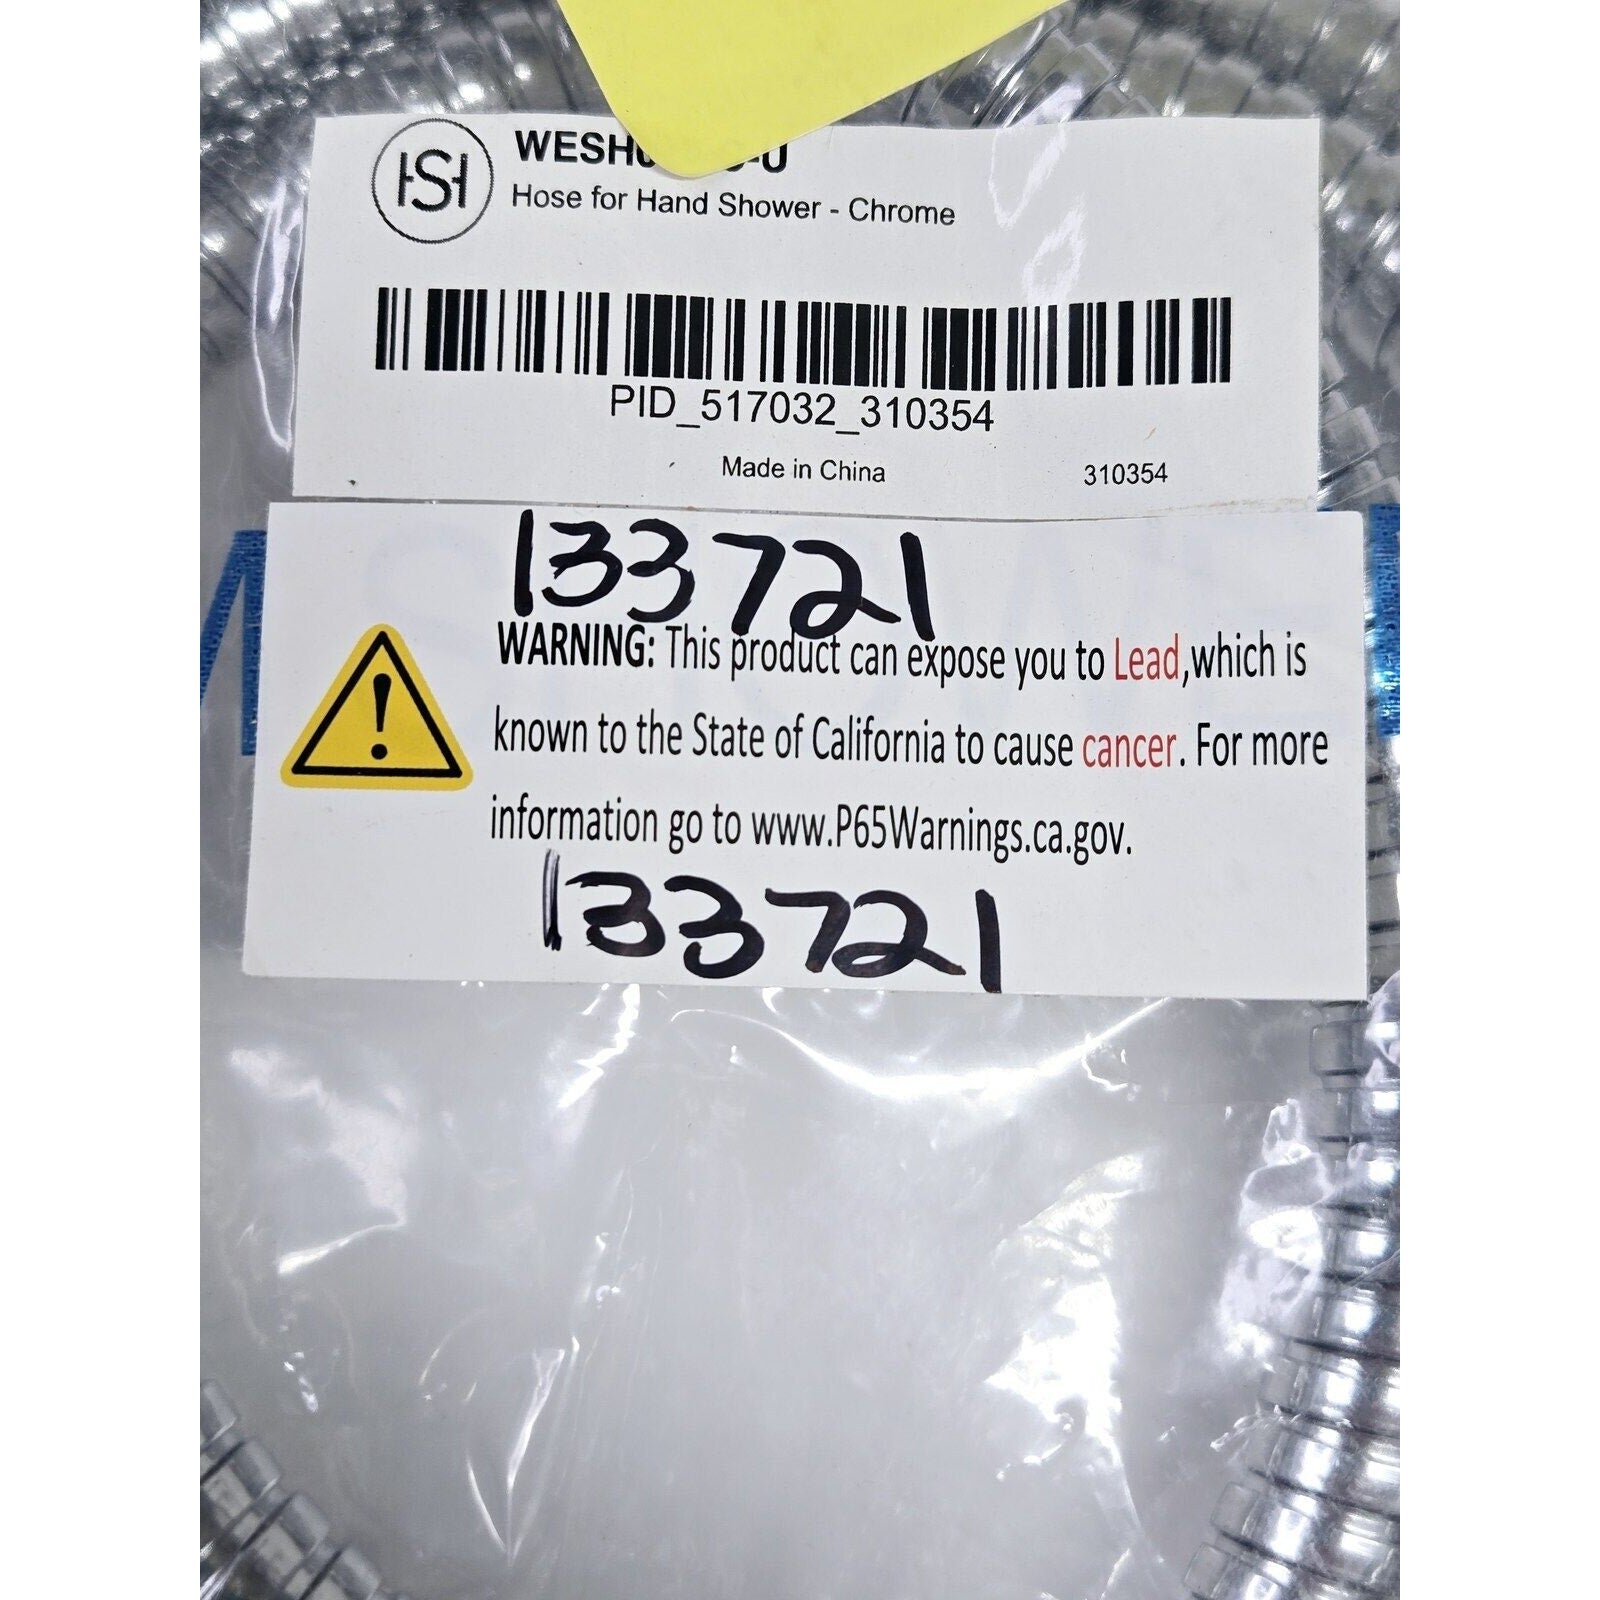 HSH
Hose for Hand Shower - Chrome
PID_517032_310354
Made in China 310354
133721
WARNING: This product can expose you to Lead,which is
known to the State of California to cause cancer. For more
information go to www.P65Warnings.ca.gov.
133721